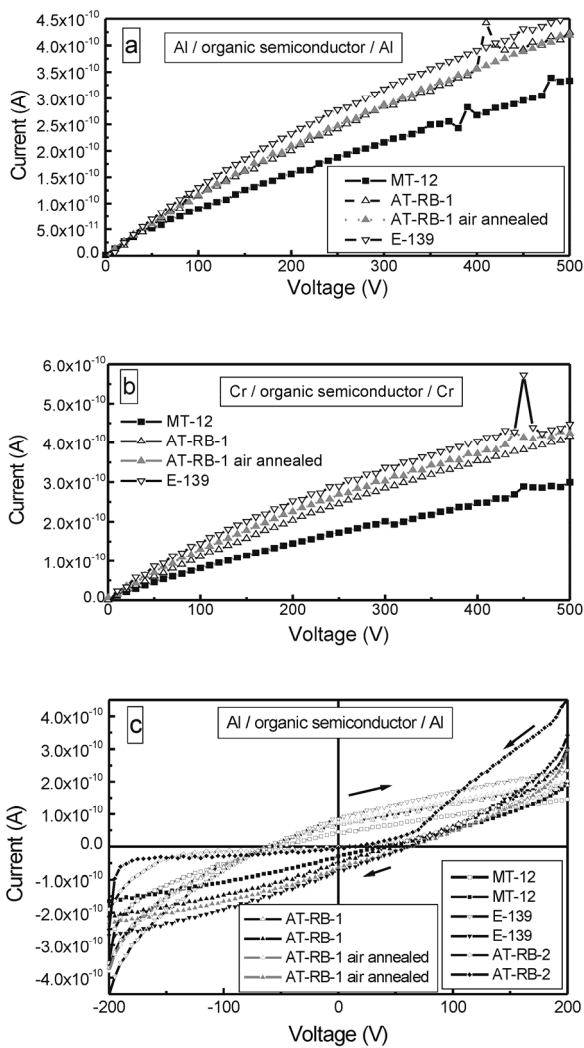 a
Al / organic semiconductor / Al
4.5x10⁻¹⁰
4.0x10⁻¹⁰
3.5x10⁻¹⁰
3.0x10⁻¹⁰
2.5x10⁻¹⁰
2.0x10⁻¹⁰
1.5x10⁻¹⁰
1.0x10⁻¹⁰
5.0x10⁻¹¹
0.0
Current (A)
MT-12
AT-RB-1
AT-RB-1 air annealed
E-139
0 100 200 300 400 500
Voltage (V)
b
Cr / organic semiconductor / Cr
6.0x10⁻¹⁰
5.0x10⁻¹⁰
4.0x10⁻¹⁰
3.0x10⁻¹⁰
2.0x10⁻¹⁰
1.0x10⁻¹⁰
0.0
Current (A)
MT-12
AT-RB-1
AT-RB-1 air annealed
E-139
0 100 200 300 400 500
Voltage (V)
c
Al / organic semiconductor / Al
4.0x10⁻¹⁰
3.0x10⁻¹⁰
2.0x10⁻¹⁰
1.0x10⁻¹⁰
0.0
-1.0x10⁻¹⁰
-2.0x10⁻¹⁰
-3.0x10⁻¹⁰
-4.0x10⁻¹⁰
Current (A)
AT-RB-1
AT-RB-1
AT-RB-1 air annealed
AT-RB-1 air annealed
MT-12
MT-12
E-139
E-139
AT-RB-2
AT-RB-2
-200 -100 0 100 200
Voltage (V)